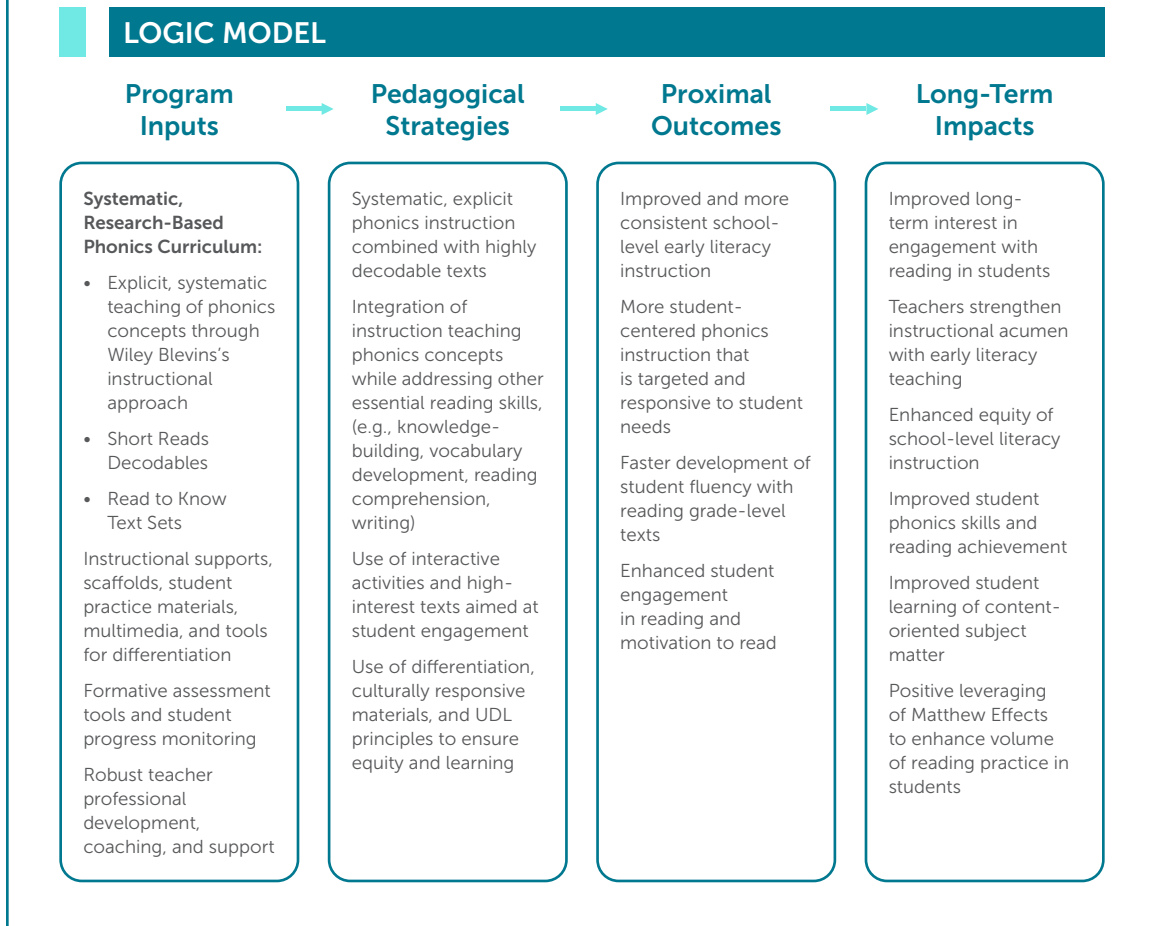 LOGIC MODEL
Program
Inputs
Pedagogical
Strategies
Proximal
Outcomes
Long-Term
Impacts
Systematic,
Research-Based
Phonics Curriculum:
• Explicit, systematic
teaching of phonics
concepts through
Wiley Blevins's
instructional
approach
• Short Reads
Decodables
• Read to Know
Text Sets
Instructional supports,
scaffolds, student
practice materials,
multimedia, and tools
for differentiation
Formative assessment
tools and student
progress monitoring
Robust teacher
professional
development,
coaching, and support
Systematic, explicit
phonics instruction
combined with highly
decodable texts
Integration of
instruction teaching
phonics concepts
while addressing other
essential reading skills,
(e.g., knowledge-
building, vocabulary
development, reading
comprehension,
writing)
Use of interactive
activities and high-
interest texts aimed at
student engagement
Use of differentiation,
culturally responsive
materials, and UDL
principles to ensure
equity and learning
Improved and more
consistent school-
level early literacy
instruction
More student-
centered phonics
instruction that
is targeted and
responsive to student
needs
Faster development of
student fluency with
reading grade-level
texts
Enhanced student
engagement
in reading and
motivation to read
Improved long-
term interest in
engagement with
reading in students
Teachers strengthen
instructional acumen
with early literacy
teaching
Enhanced equity of
school-level literacy
instruction
Improved student
phonics skills and
reading achievement
Improved student
learning of content-
oriented subject
matter
Positive leveraging
of Matthew Effects
to enhance volume
of reading practice in
students